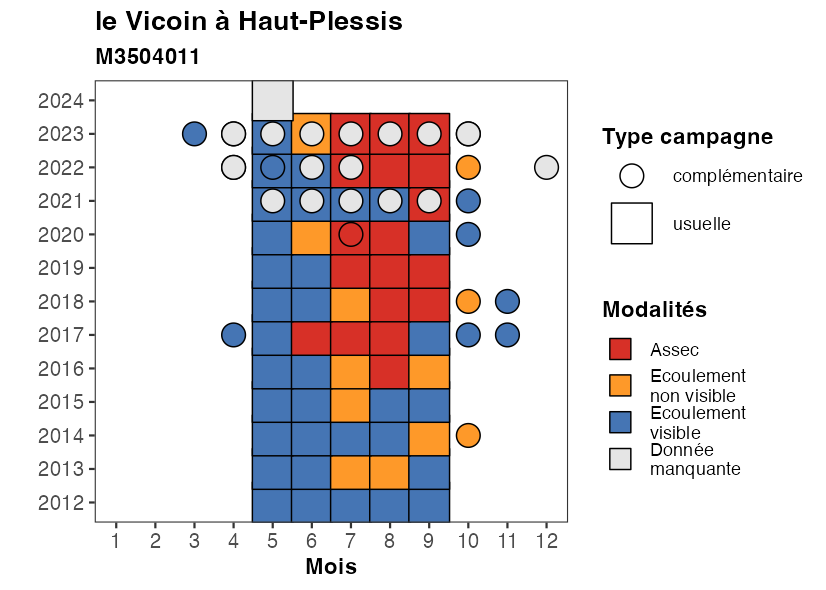 le Vicoin à Haut-Plessis
M3504011
2024
2023
2022
2021
2020
2019
2018
2017
2016
2015
2014
2013
2012
1 2 3 4 5 6 7 8 9 10 11 12
Mois
Type campagne
complémentaire
usuelle
Modalités
Assec
Ecoulement
non visible
Ecoulement
visible
Donnée
manquante